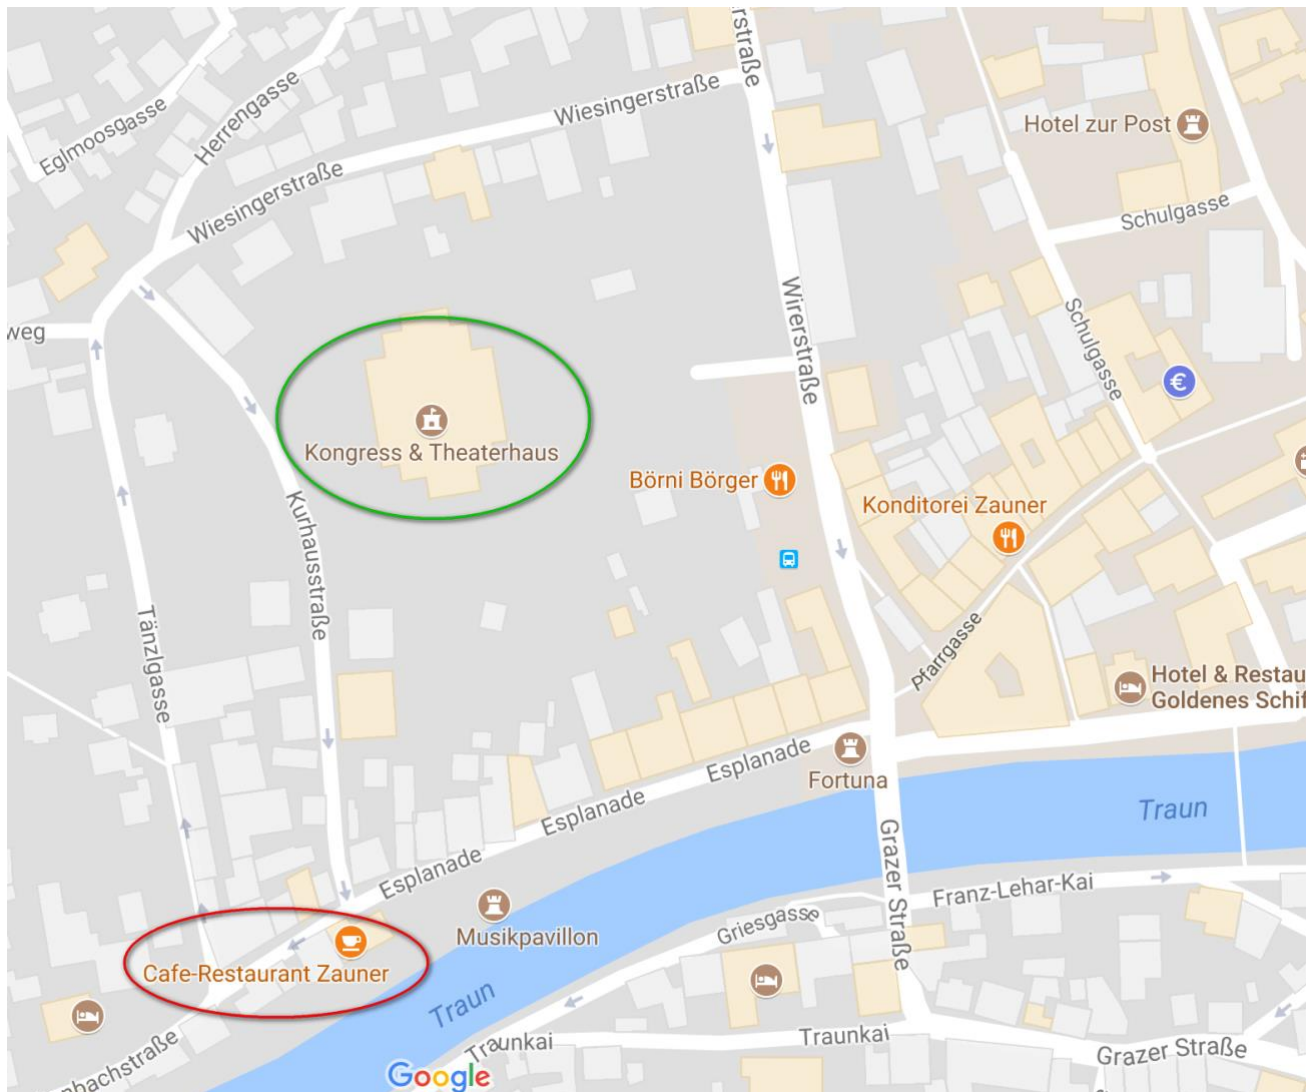 rstraße
Wiesingerstraße
Hotel zur Post
Eglmoosgasse
Herrengasse
Wiesingerstraße
Schulgasse
weg
Wirerstraße
Schulgasse
€
Kongress & Theaterhaus
Börni Börger
Konditorei Zauner
Kurhausstraße
Tänzlgasse
Pfarrgasse
Hotel & Restau
Goldenes Schif
Esplanade
Fortuna
Esplanade
Traun
Esplanade
Grazer Straße
Franz-Lehar-Kai
Musikpavillon
Griesgasse
Cafe-Restaurant Zauner
Traun
Traunkai
Traunkai
Grazer Straße
nbachstraße
Google